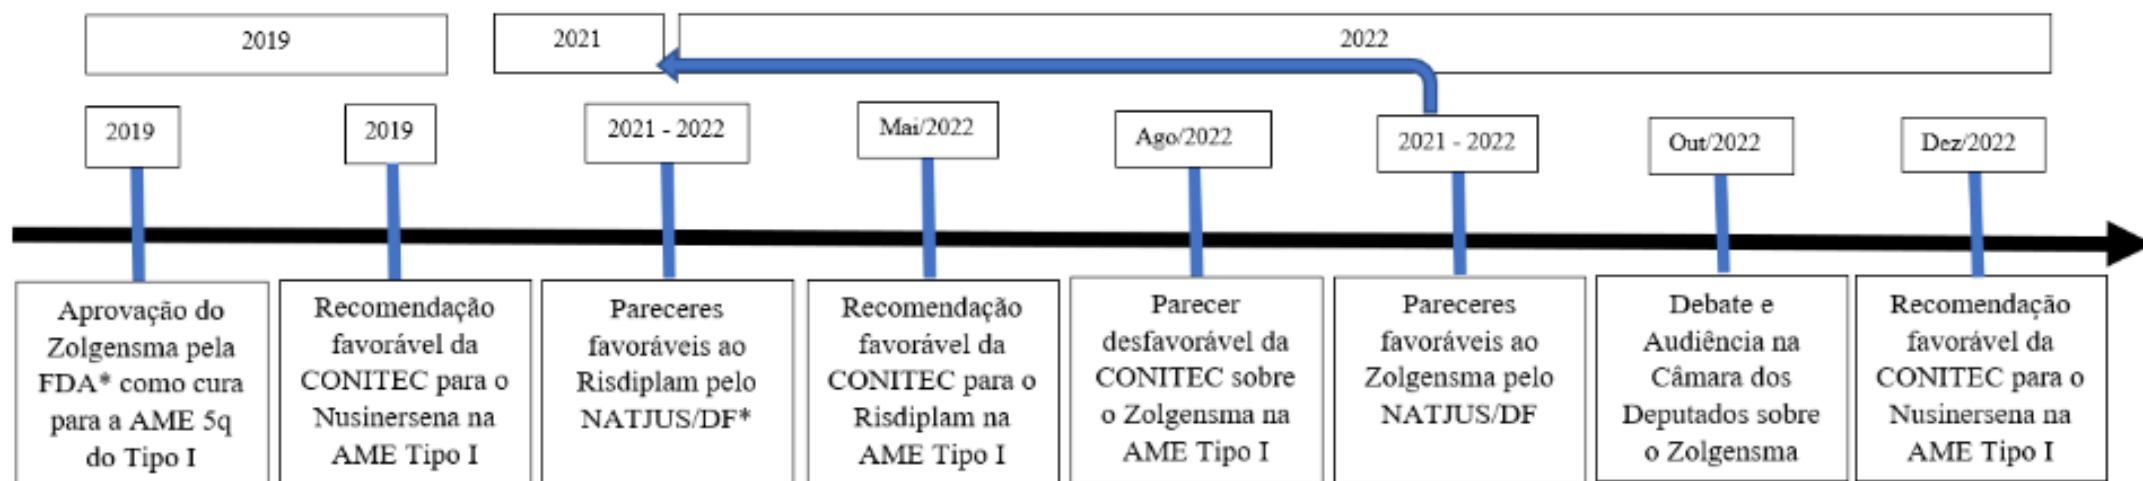 2019
2021
2022
2019
2019
2021 - 2022
Mai/2022
Ago/2022
2021 - 2022
Out/2022
Dez/2022
Aprovação do
Zolgensma pela
FDA* como cura
para a AME 5q
do Tipo I
Recomendação
favorável da
CONITEC para o
Nusinersena na
AME Tipo I
Pareceres
favoráveis ao
Risdiplam pelo
NATJUS/DF*
Recomendação
favorável da
CONITEC para o
Risdiplam na
AME Tipo I
Parecer
desfavorável da
CONITEC sobre
o Zolgensma na
AME Tipo I
Pareceres
favoráveis ao
Zolgensma pelo
NATJUS/DF
Debate e
Audiência na
Câmara dos
Deputados sobre
o Zolgensma
Recomendação
favorável da
CONITEC para o
Nusinersena na
AME Tipo I